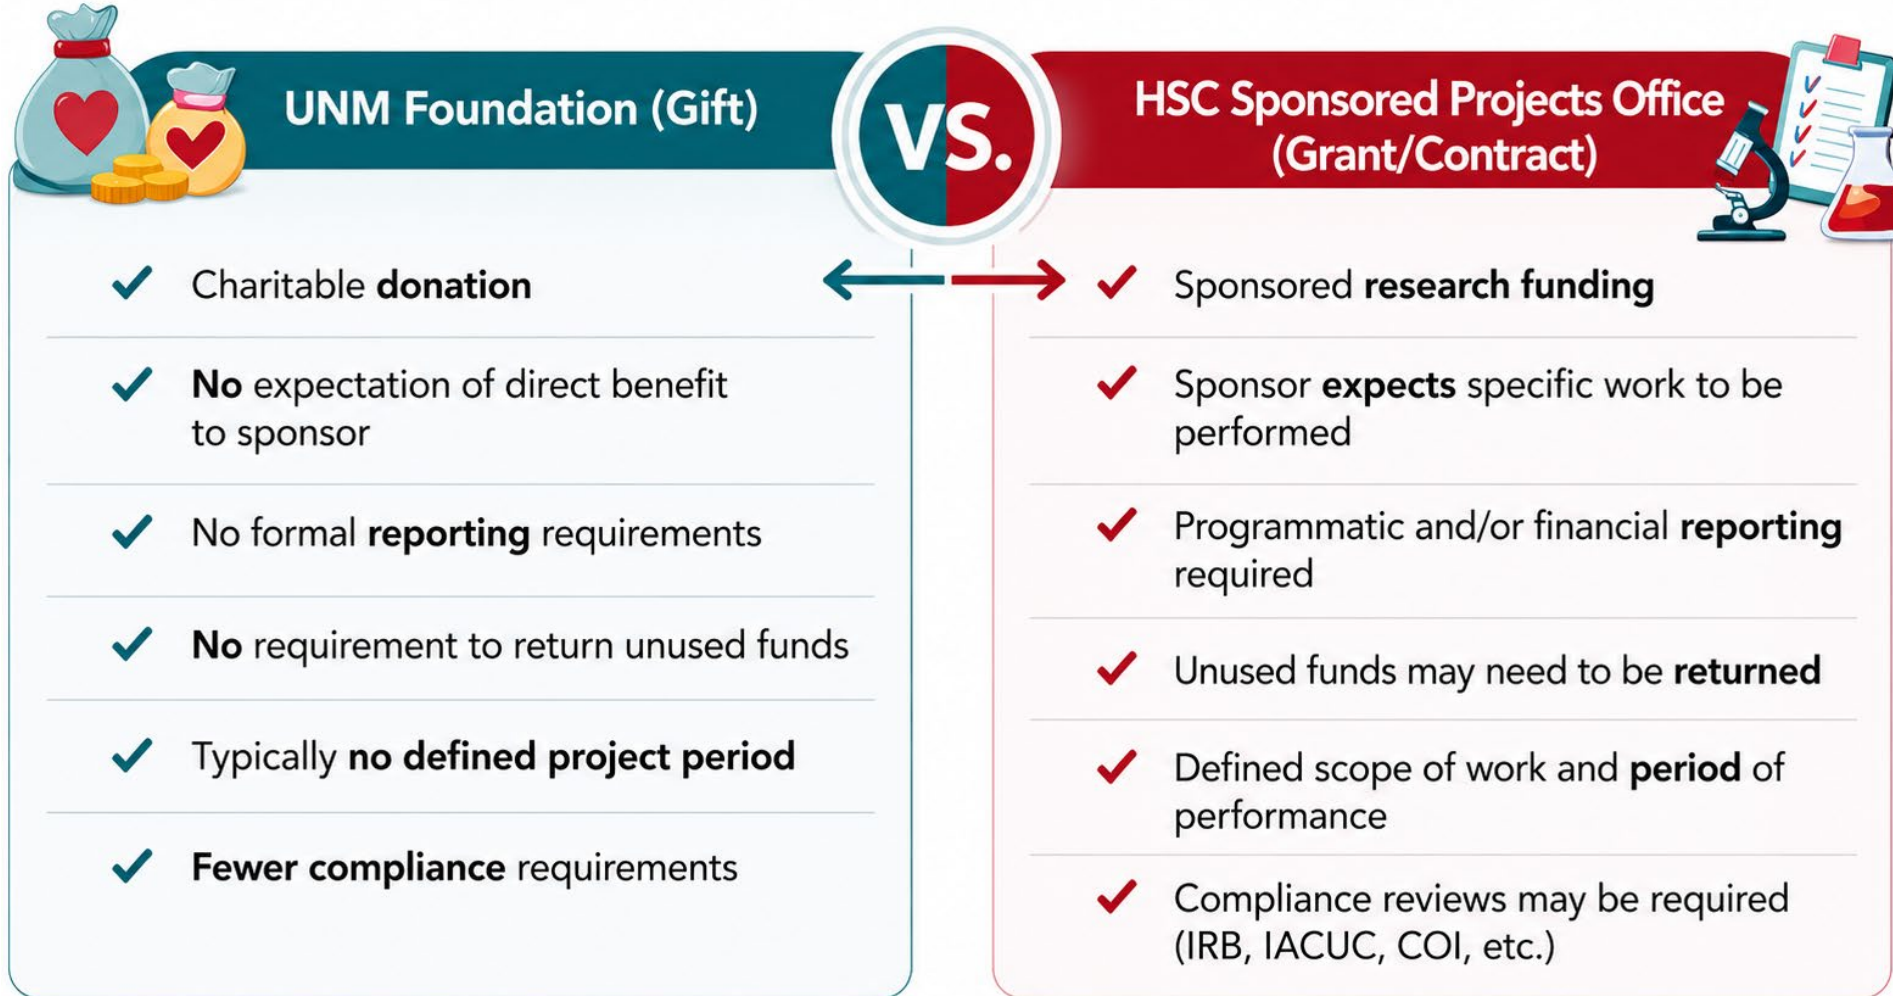 UNM Foundation (Gift)
VS.
HSC Sponsored Projects Office
(Grant/Contract)
Charitable donation
No expectation of direct benefit
to sponsor
No formal reporting requirements
No requirement to return unused funds
Typically no defined project period
Fewer compliance requirements
Sponsored research funding
Sponsor expects specific work to be
performed
Programmatic and/or financial reporting
required
Unused funds may need to be returned
Defined scope of work and period of
performance
Compliance reviews may be required
(IRB, IACUC, COI, etc.)